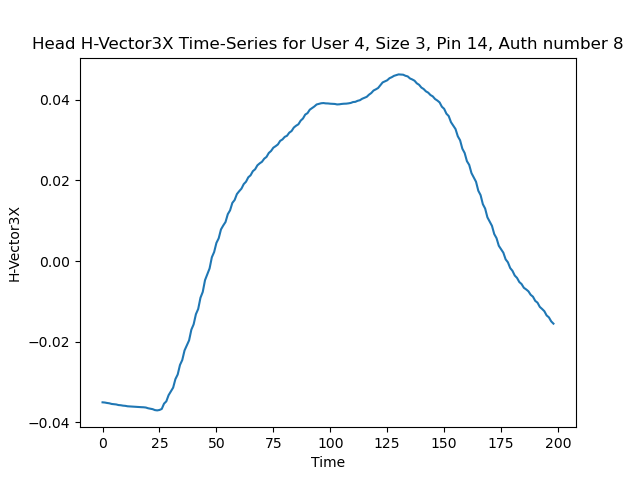 Head H-Vector3X Time-Series for User 4, Size 3, Pin 14, Auth number 8
H-Vector3X
0.04
0.02
0.00
−0.02
−0.04
0 25 50 75 100 125 150 175 200
Time